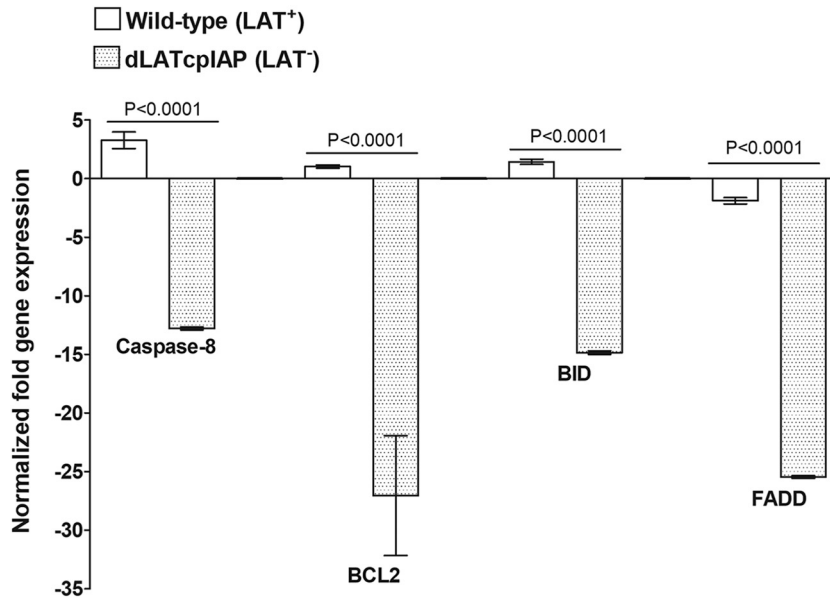 Wild-type (LAT+)
dLATcpIAP (LAT-)
P<0.0001
P<0.0001
P<0.0001
P<0.0001
Normalized fold gene expression
5
0
-5
-10
-15
-20
-25
-30
-35
Caspase-8
BCL2
BID
FADD